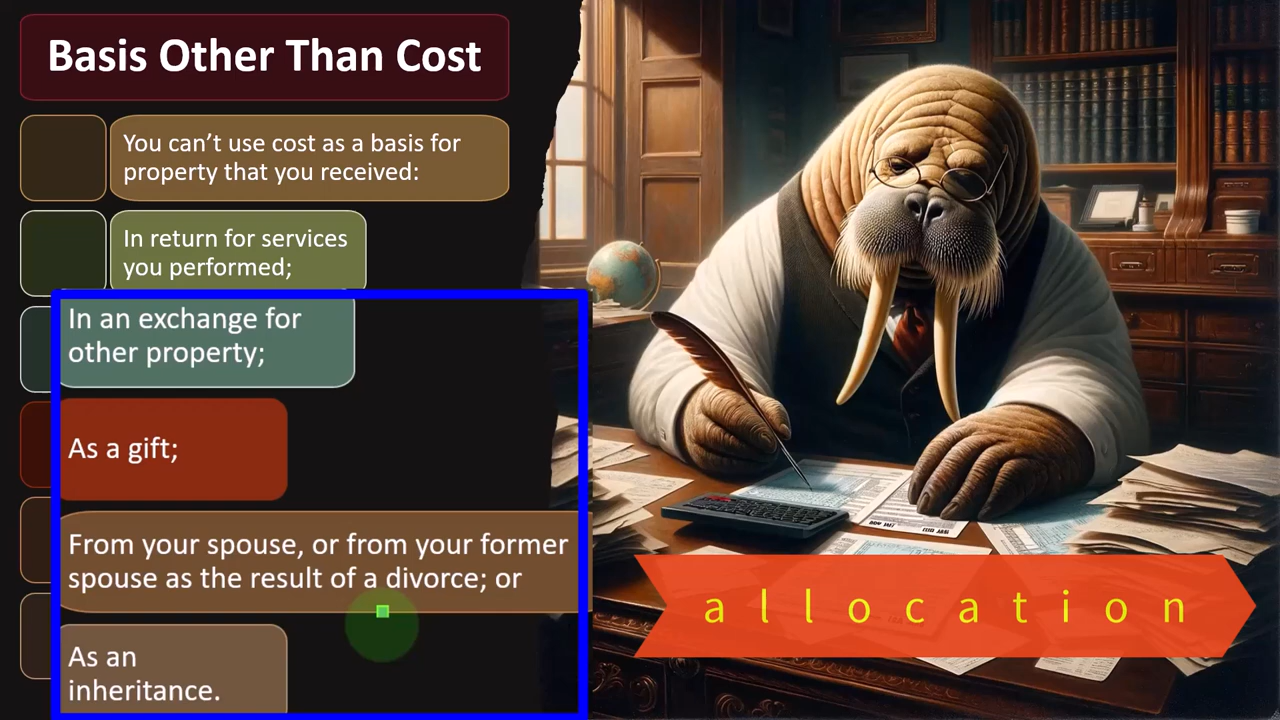 Basis Other Than Cost
You can’t use cost as a basis for
property that you received:
In return for services
you performed;
In an exchange for
other property;
As a gift;
From your spouse, or from your former
spouse as the result of a divorce; or
As an
inheritance.
allocation